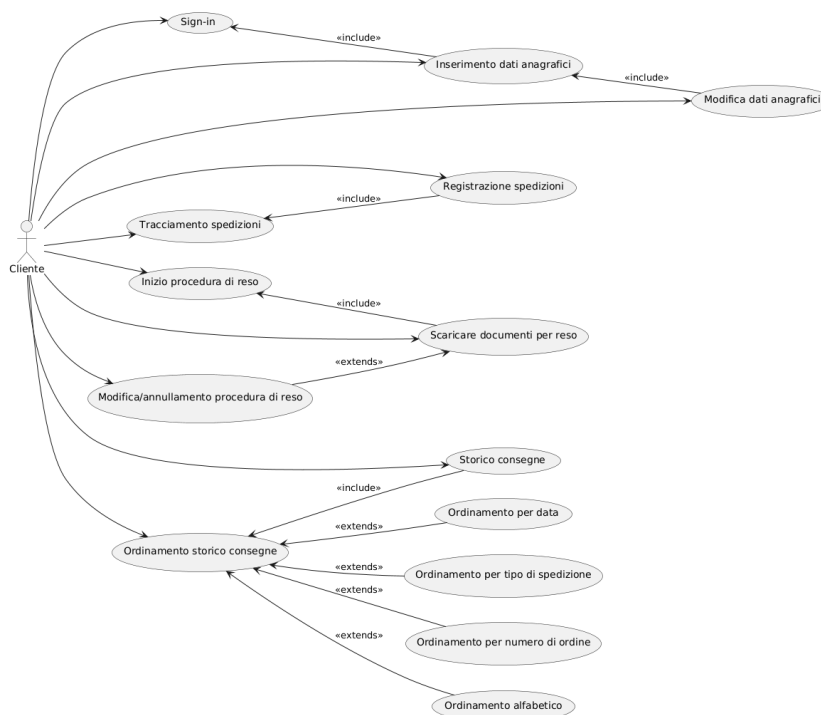 Sign-in
«include»
Inserimento dati anagrafici
«include»
Modifica dati anagrafici
Registrazione spedizioni
«include»
Tracciamento spedizioni
Cliente
Inizio procedura di reso
«include»
Scaricare documenti per reso
«extends»
Modifica/annullamento procedura di reso
Storico consegne
«include»
Ordinamento per data
«extends»
Ordinamento storico consegne
«extends»
Ordinamento per tipo di spedizione
«extends»
Ordinamento per numero di ordine
«extends»
Ordinamento alfabetico